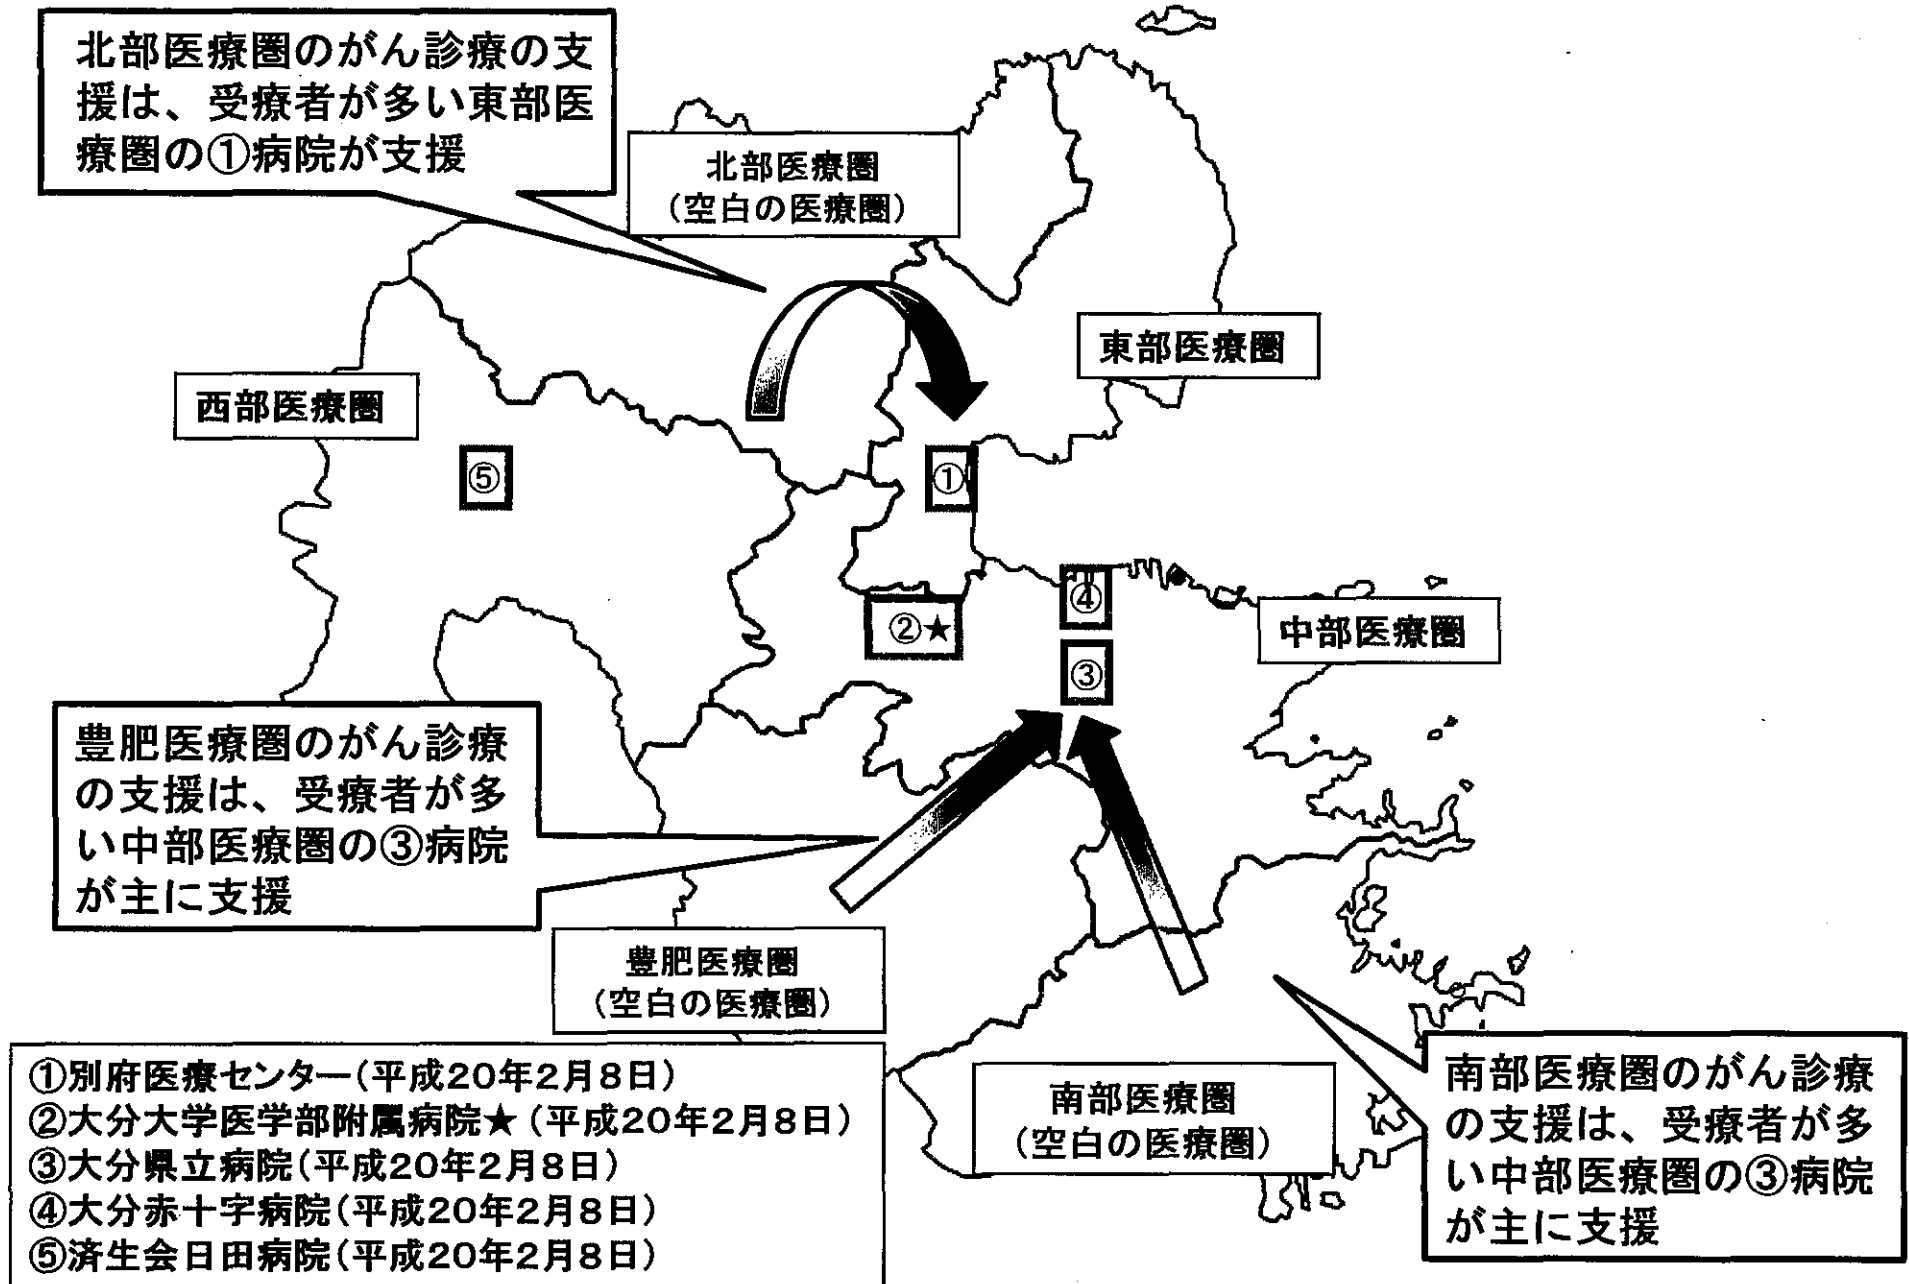 北部医療圏のがん診療の支
援は、受療者が多い東部医
療圏の①病院が支援
北部医療圏
(空白の医療圏)
東部医療圏
西部医療圏
⑤
①
④
②★
③
中部医療圏
豊肥医療圏のがん診療
の支援は、受療者が多
い中部医療圏の③病院
が主に支援
豊肥医療圏
(空白の医療圏)
南部医療圏
(空白の医療圏)
南部医療圏のがん診療
の支援は、受療者が多
い中部医療圏の③病院
が主に支援
①別府医療センター(平成20年2月8日)
②大分大学医学部附属病院★(平成20年2月8日)
③大分県立病院(平成20年2月8日)
④大分赤十字病院(平成20年2月8日)
⑤済生会日田病院(平成20年2月8日)